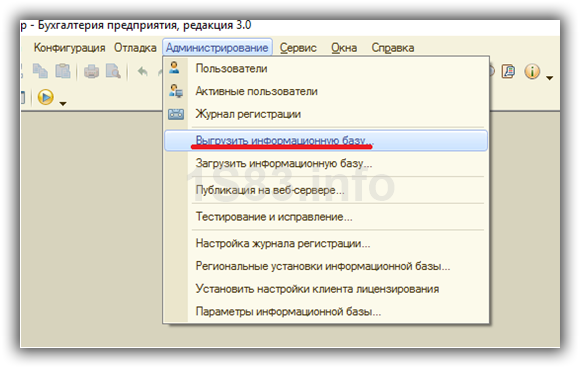 р - Бухгалтерия предприятия, редакция 3.0
Конфигурация Отладка Администрирование Сервис Окна Справка
Пользователи
Активные пользователи
Журнал регистрации
Выгрузить информационную базу...
Загрузить информационную базу...
1S83.info
Публикация на веб-сервере...
Тестирование и исправление...
Настройка журнала регистрации...
Региональные установки информационной базы...
Установить настройки клиента лицензирования
Параметры информационной базы...